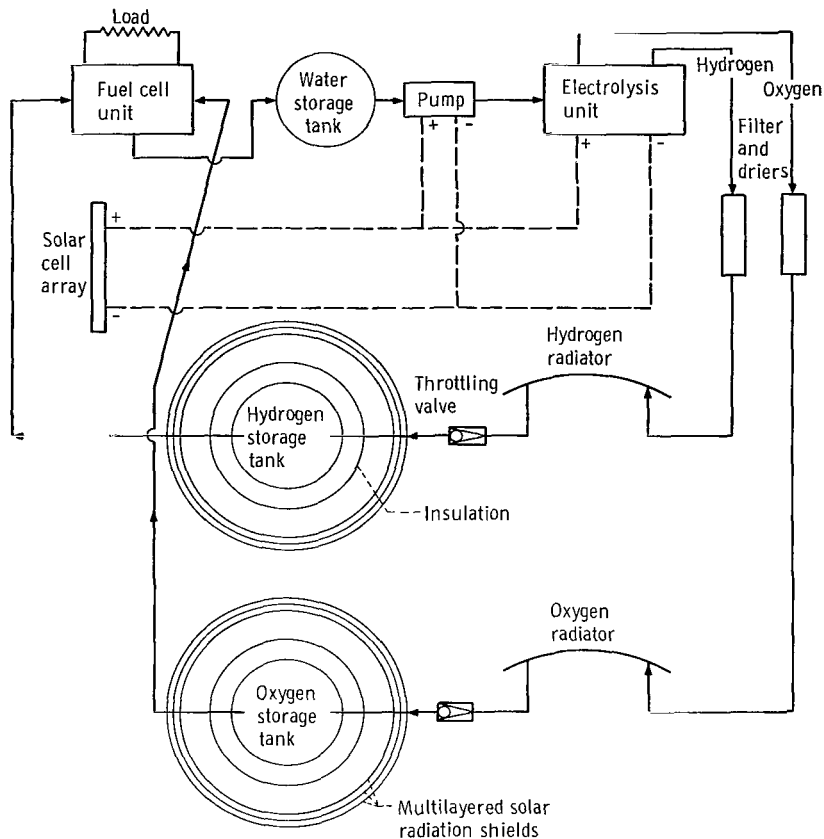 Load
Fuel cell
unit
Water
storage
tank
Pump
+
-
Electrolysis
unit
+
-
Hydrogen
Oxygen
Filter
and
driers
Solar
cell
array
+
-
Hydrogen
radiator
Throttling
valve
Hydrogen
storage
tank
Insulation
Oxygen
radiator
Oxygen
storage
tank
Multilayered solar
radiation shields